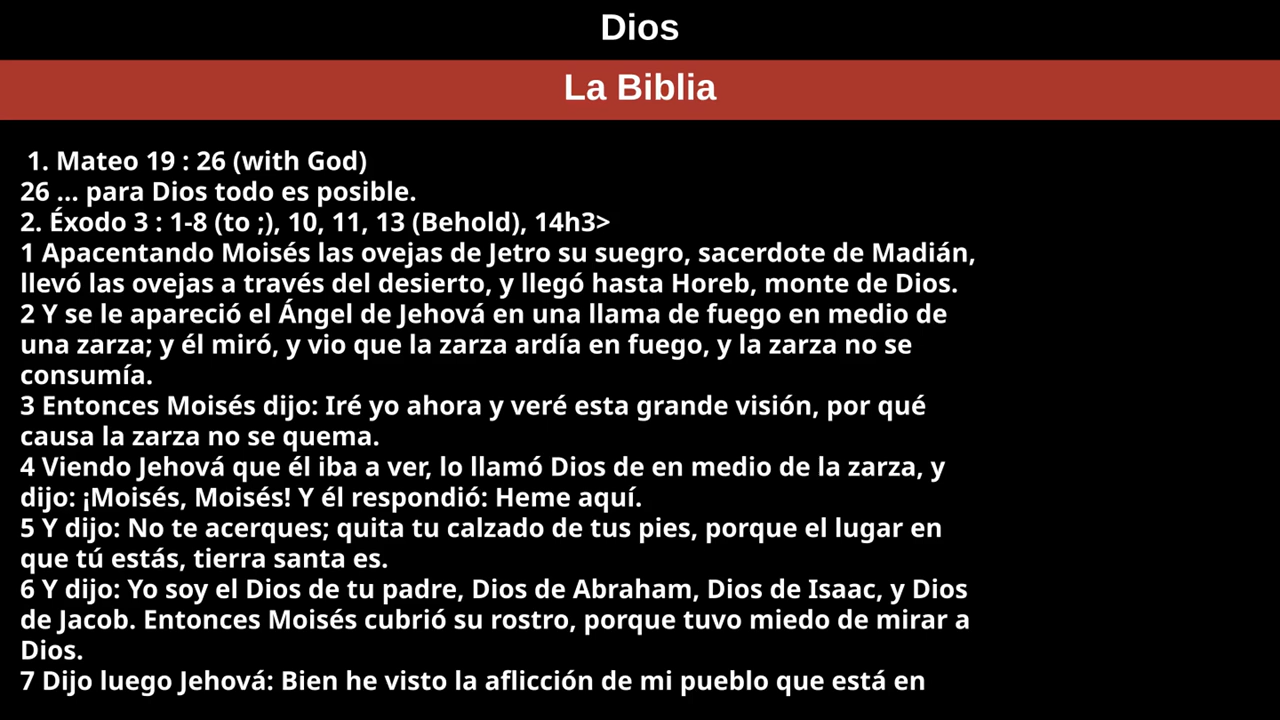 Dios
La Biblia
1. Mateo 19 : 26 (with God)
26 ... para Dios todo es posible.
2. Éxodo 3 : 1-8 (to ;), 10, 11, 13 (Behold), 14h3>
1 Apacentando Moisés las ovejas de Jetro su suegro, sacerdote de Madián,
llevó las ovejas a través del desierto, y llegó hasta Horeb, monte de Dios.
2 Y se le apareció el Ángel de Jehová en una llama de fuego en medio de
una zarza; y él miró, y vio que la zarza ardía en fuego, y la zarza no se
consumía.
3 Entonces Moisés dijo: Iré yo ahora y veré esta grande visión, por qué
causa la zarza no se quema.
4 Viendo Jehová que él iba a ver, lo llamó Dios de en medio de la zarza, y
dijo: ¡Moisés, Moisés! Y él respondió: Heme aquí.
5 Y dijo: No te acerques; quita tu calzado de tus pies, porque el lugar en
que tú estás, tierra santa es.
6 Y dijo: Yo soy el Dios de tu padre, Dios de Abraham, Dios de Isaac, y Dios
de Jacob. Entonces Moisés cubrió su rostro, porque tuvo miedo de mirar a
Dios.
7 Dijo luego Jehová: Bien he visto la aflicción de mi pueblo que está en